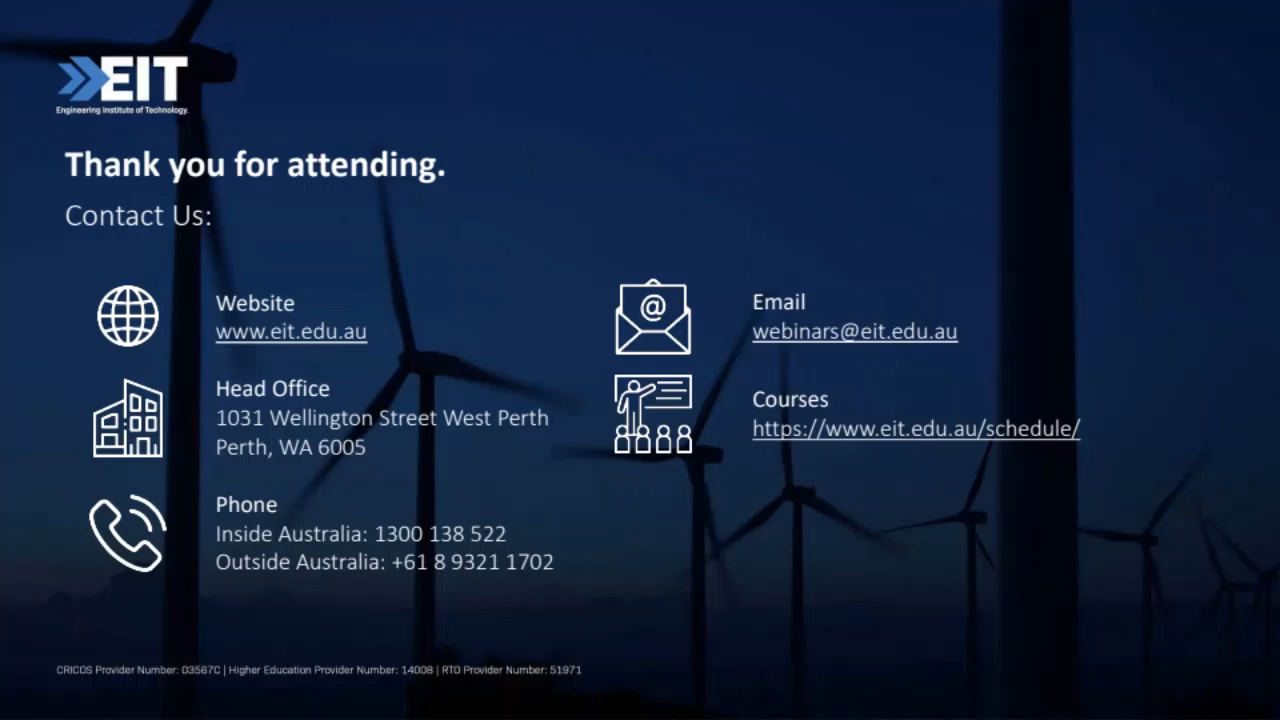 EIT
Engineering Institute of Technology.
Thank you for attending.
Contact Us:
Website
www.eit.edu.au
Head Office
1031 Wellington Street West Perth
Perth, WA 6005
Phone
Inside Australia: 1300 138 522
Outside Australia: +61 8 9321 1702
@
Email
webinars@eit.edu.au
Courses
https://www.eit.edu.au/schedule/
CRICOS Provider Number: 03567C | Higher Education Provider Number: 14008 | RTO Provider Number: 51971